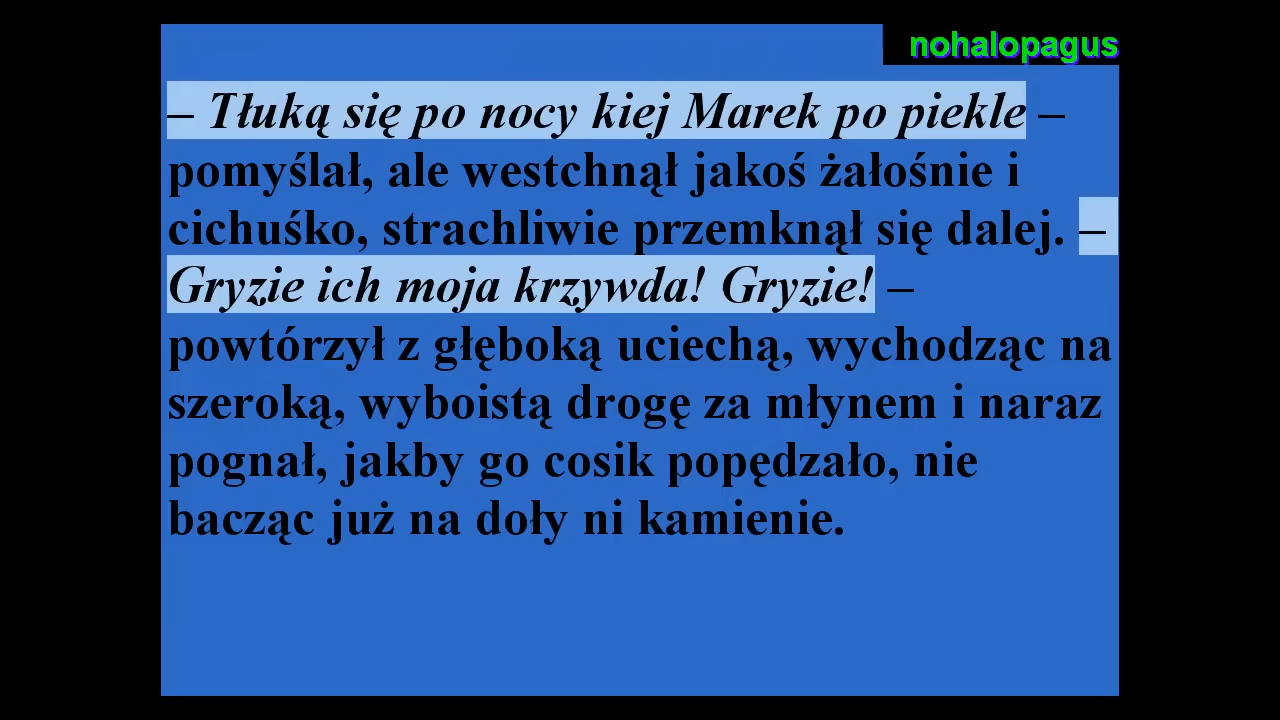 nohalopagus
– Tłuką się po nocy kiej Marek po piekle –
pomyślał, ale westchnął jakoś żałośnie i
cichuśko, strachliwie przemknął się dalej. –
Gryzie ich moja krzywda! Gryzie! –
powtórzył z głęboką uciechą, wychodząc na
szeroką, wyboistą drogę za młynem i naraz
pognał, jakby go cosik popędzało, nie
bacząc już na doły ni kamienie.